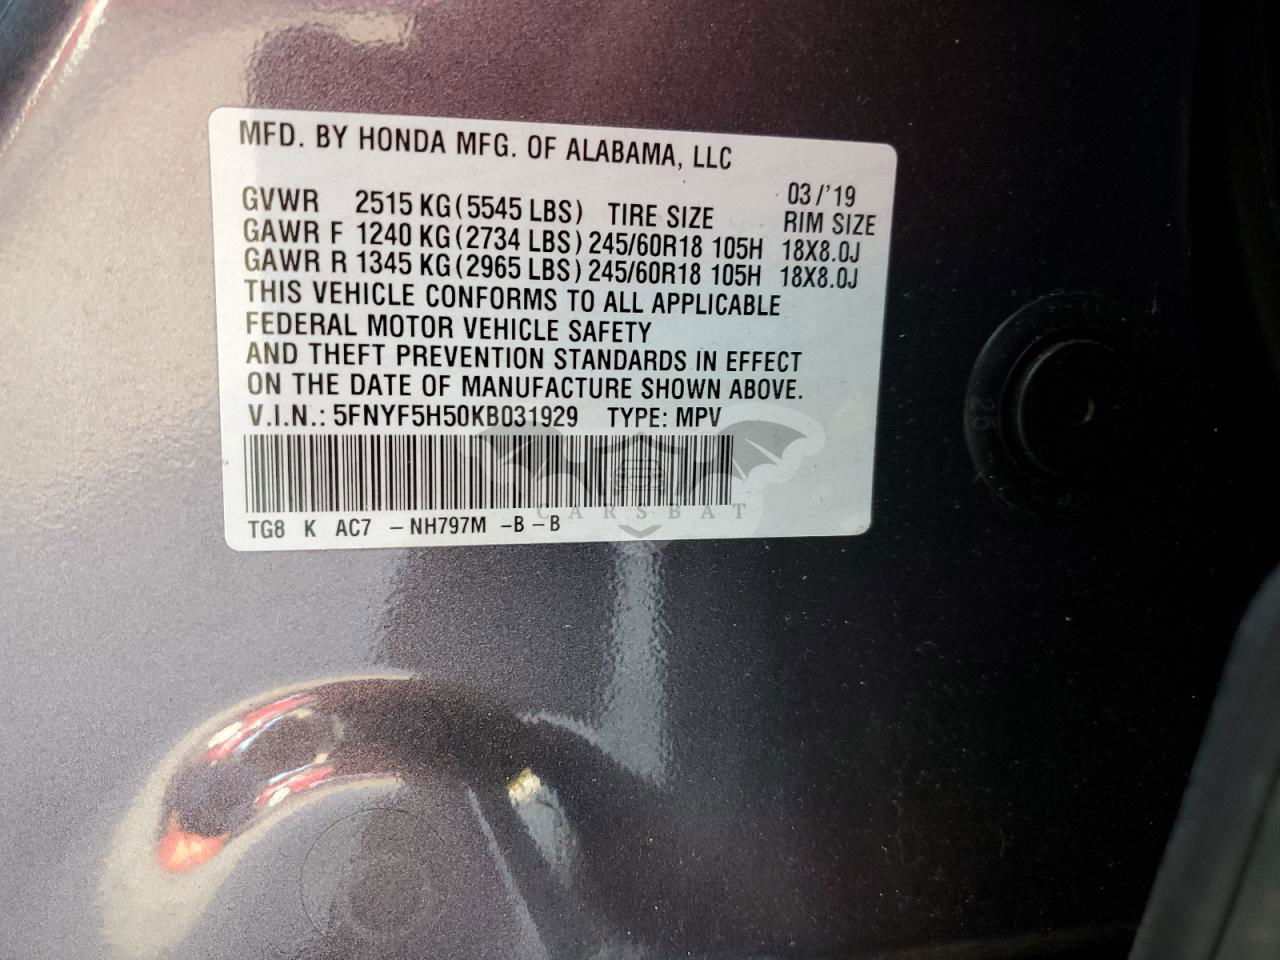 MFD. BY HONDA MFG. OF ALABAMA, LLC
03/'19
GVWR 2515 KG (5545 LBS) TIRE SIZE RIM SIZE
GAWR F 1240 KG (2734 LBS) 245/60R18 105H 18X8.0J
GAWR R 1345 KG (2965 LBS) 245/60R18 105H 18X8.0J
THIS VEHICLE CONFORMS TO ALL APPLICABLE
FEDERAL MOTOR VEHICLE SAFETY
AND THEFT PREVENTION STANDARDS IN EFFECT
ON THE DATE OF MANUFACTURE SHOWN ABOVE.
V.I.N.: 5FNYF5H50KB031929 TYPE: MPV
CARSBAT
TG8 K AC7 – NH797M – B – B
25